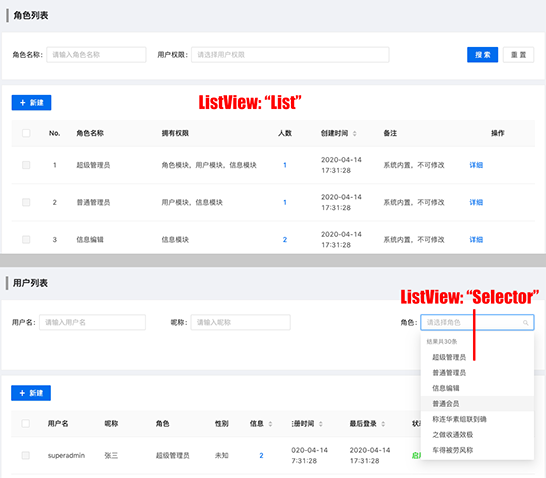 角色列表
角色名称: 请输入角色名称 用户权限: 请选择用户权限 搜 索 重 置
+ 新建
ListView: “List”
No. 角色名称 拥有权限 人数 创建时间 备注 操作
1 超级管理员 角色模块，用户模块，信息模块 1 2020-04-14 17:31:28 系统内置，不可修改 详细
2 普通管理员 用户模块，信息模块 1 2020-04-14 17:31:28 系统内置，不可修改 详细
3 信息编辑 信息模块 2 2020-04-14 17:31:28 系统内置，不可修改 详细
用户列表
ListView: “Selector”
用户名: 请输入用户名 昵称: 请输入昵称 角色: 请选择角色
结果共30条
超级管理员
普通管理员
信息编辑
普通会员
称连华素组联到确
之做收通效极
车得被劳风称
+ 新建
用户名 昵称 角色 性别 信息 注册时间 最后登录
superadmin 张三 超级管理员 未知 2 020-04-14 7:31:28 2020-04-14 17:31:28